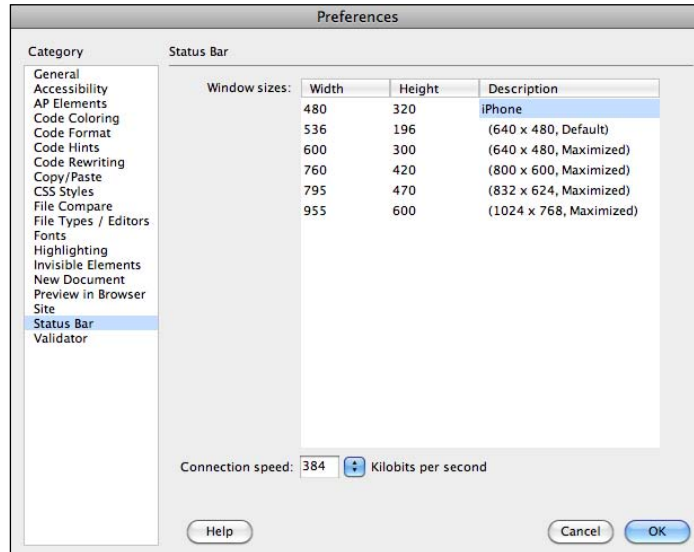 Preferences
Category
General
Accessibility
AP Elements
Code Coloring
Code Format
Code Hints
Code Rewriting
Copy/Paste
CSS Styles
File Compare
File Types / Editors
Fonts
Highlighting
Invisible Elements
New Document
Preview in Browser
Site
Status Bar
Validator
Status Bar
Window sizes: Width Height Description
480 320 iPhone
536 196 (640 x 480, Default)
600 300 (640 x 480, Maximized)
760 420 (800 x 600, Maximized)
795 470 (832 x 624, Maximized)
955 600 (1024 x 768, Maximized)
Connection speed: 384 Kilobits per second
Help Cancel OK